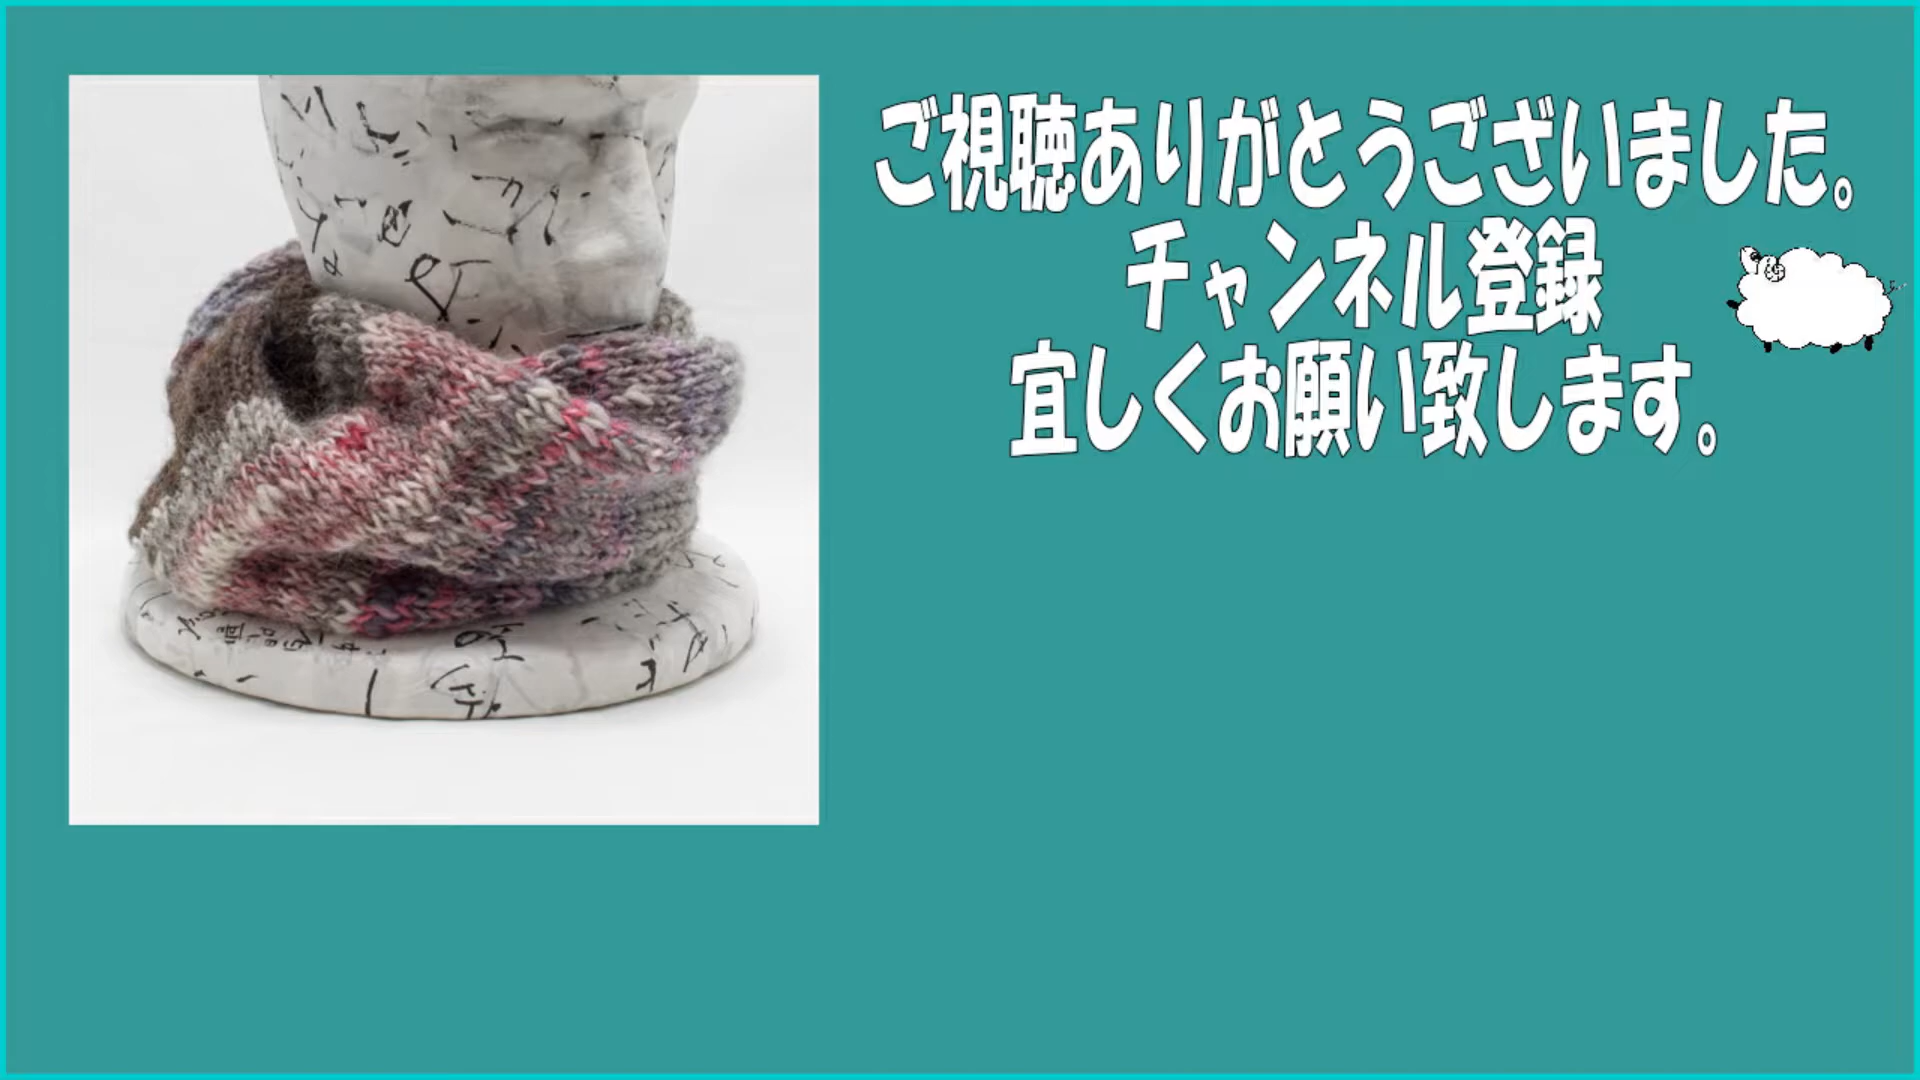 ご視聴ありがとうございました。
チャンネル登録
宜しくお願い致します。